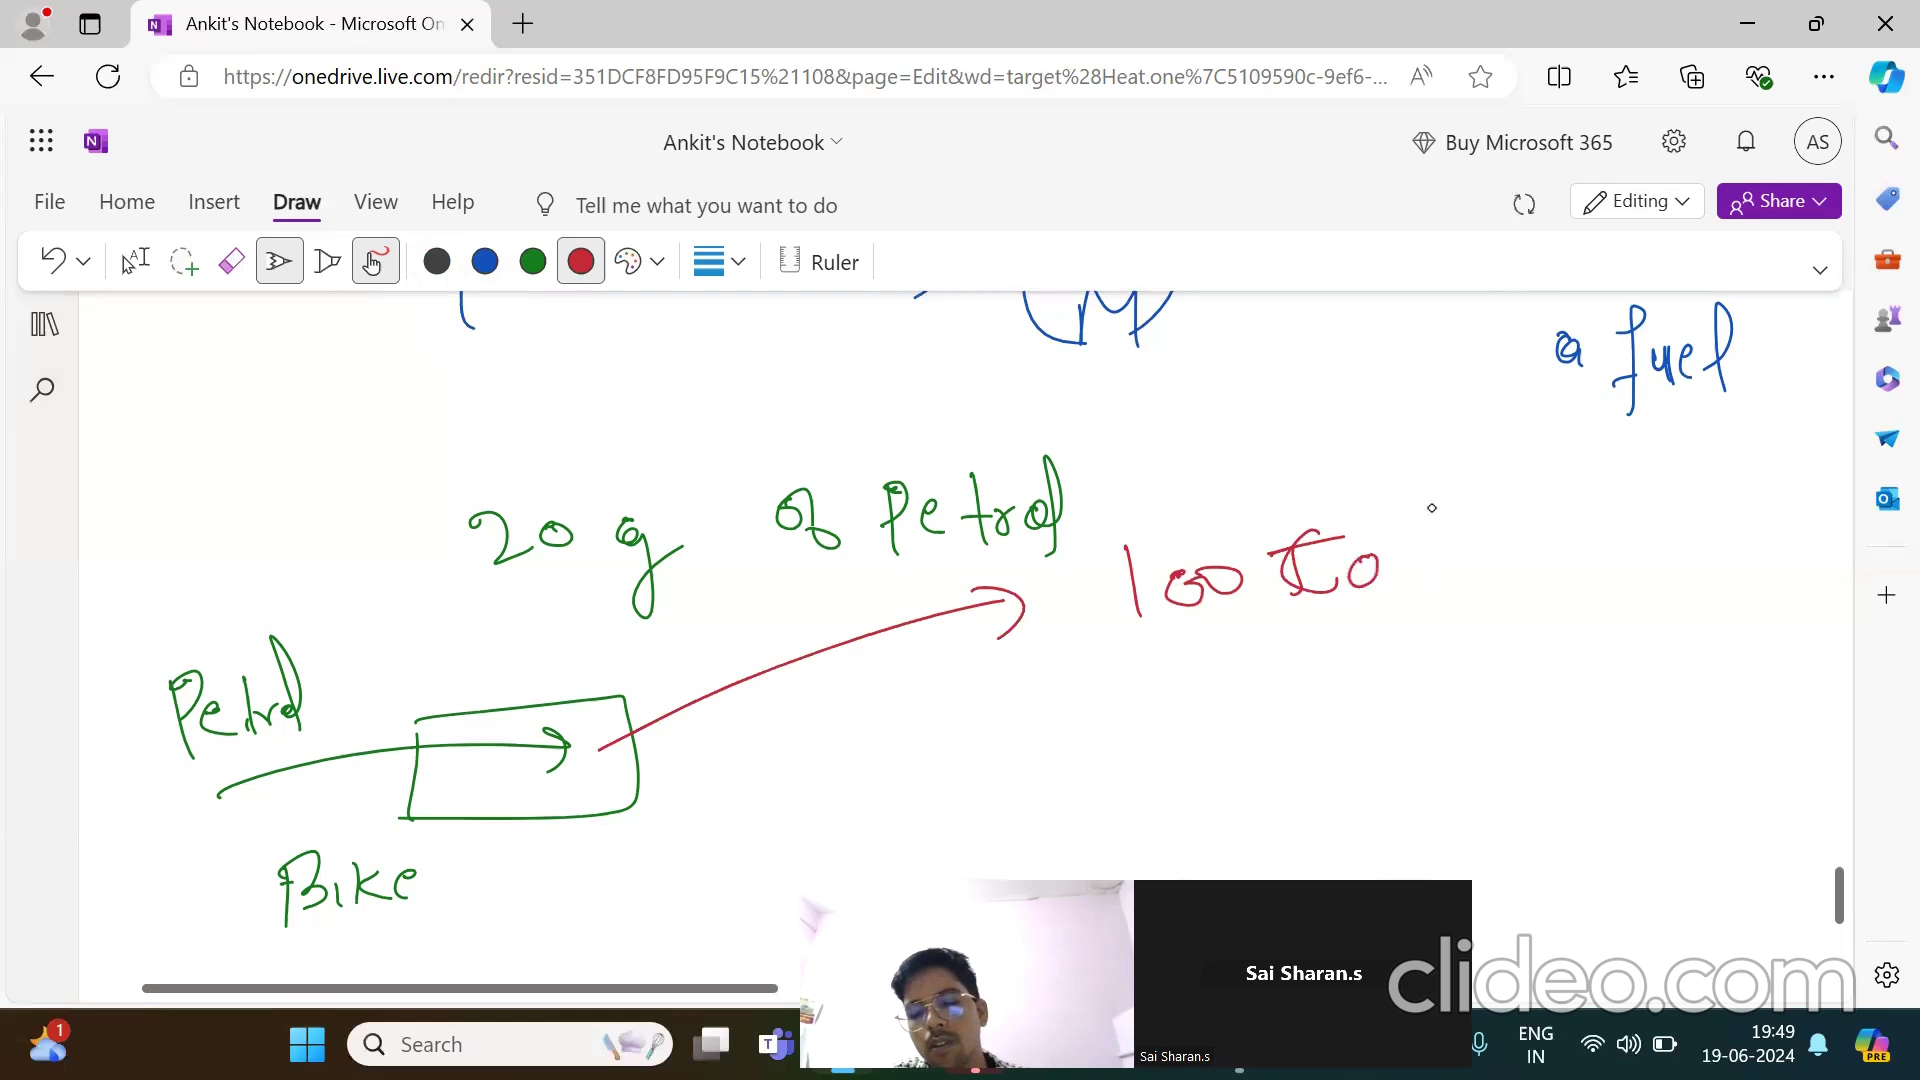 Ankit's Notebook - Microsoft On
https://onedrive.live.com/redir?resid=351DCF8FD95F9C15%21108&page=Edit&wd=target%28Heat.one%7C5109590c-9ef6-...
Ankit's Notebook
Buy Microsoft 365
AS
File Home Insert Draw View Help Tell me what you want to do
Editing
Share
Ruler
a fuel
20 g of Petrol
100
Petrol
Bike
Sai Sharan.s
Sai Sharan.s
clideo.com
1
Search
ENG
IN
19:49
19-06-2024
PRE